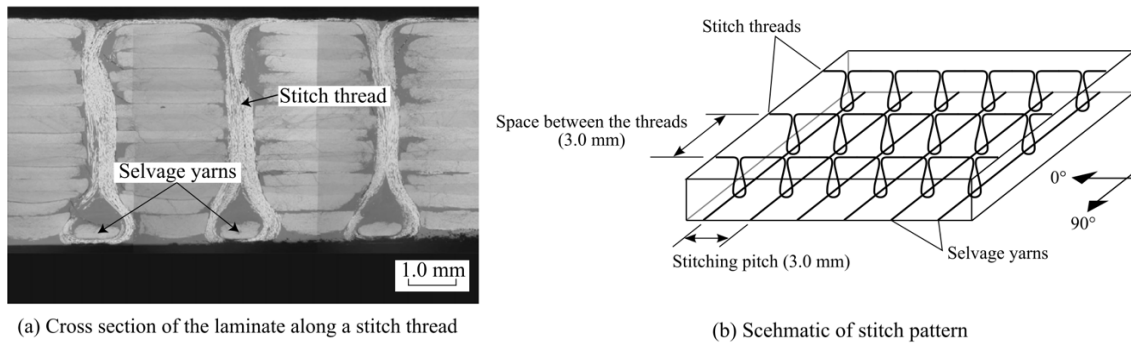 Stitch thread
Selvage yarns
1.0 mm
(a) Cross section of the laminate along a stitch thread
Stitch threads
Space between the threads
(3.0 mm)
0°
90°
Stitching pitch (3.0 mm)
Selvage yarns
(b) Scehmatic of stitch pattern